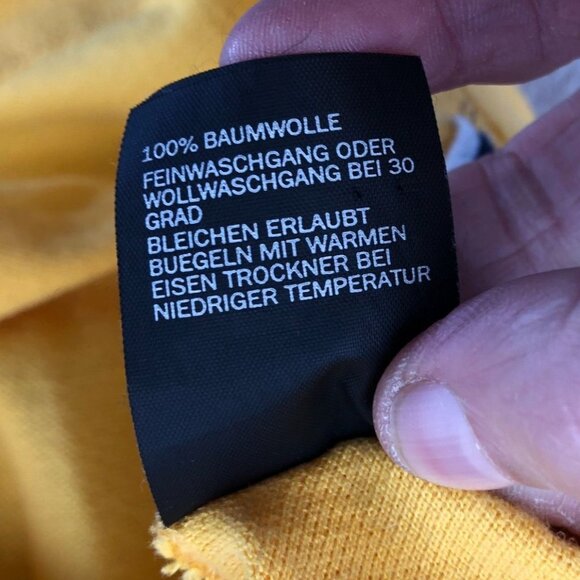 100% BAUMWOLLE
FEINWASCHGANG ODER
WOLLWASCHGANG BEI 30
GRAD
BLEICHEN ERLAUBT
BUEGELN MIT WARMEN
EISEN TROCKNER BEI
NIEDRIGER TEMPERATUR